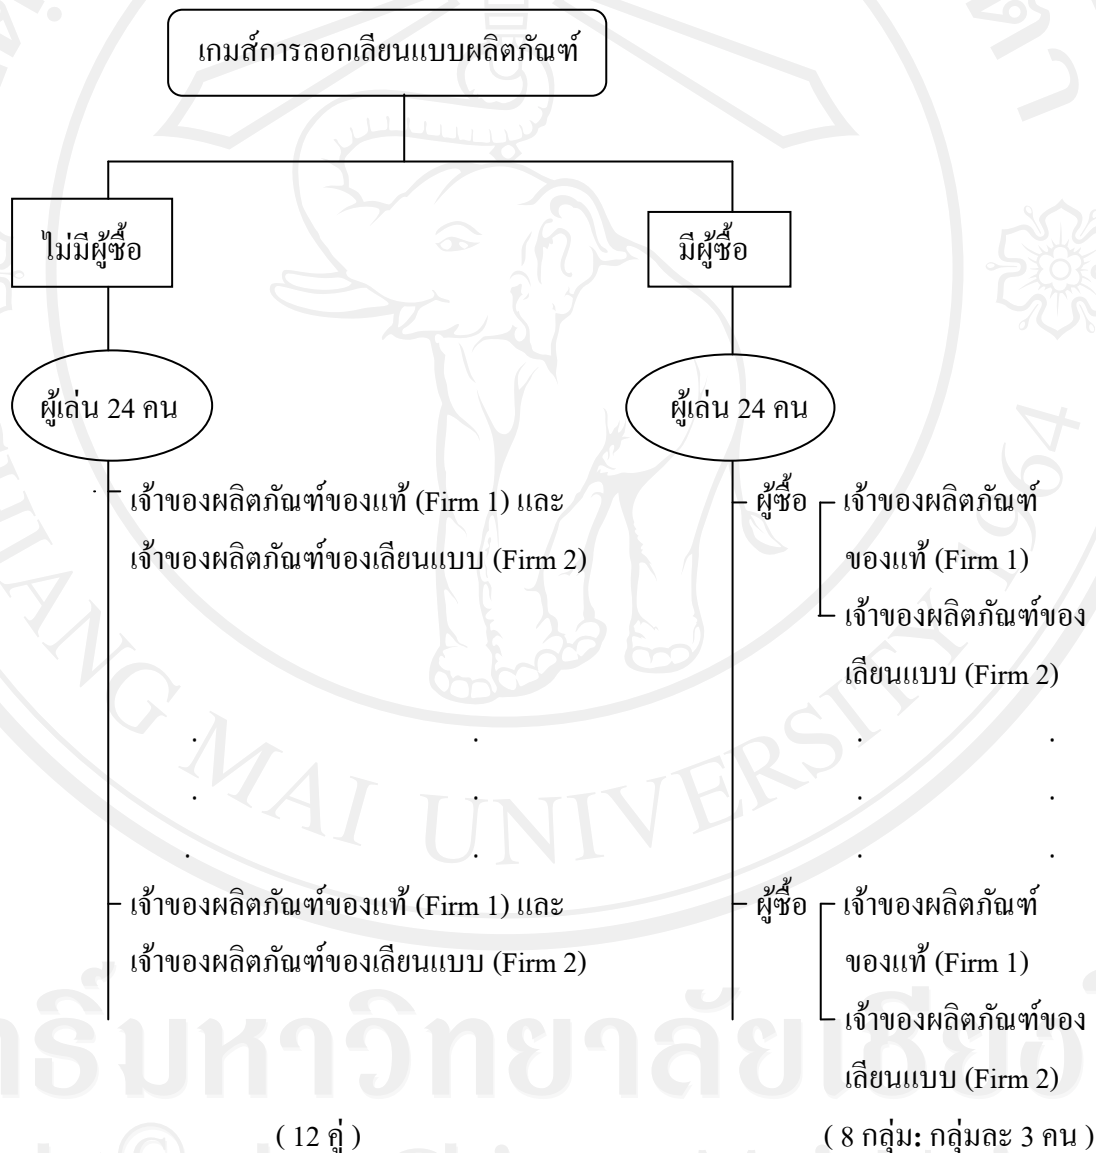 เกมส์การลอกเลียนแบบผลิตภัณฑ์
ไม่มีผู้ซื้อ
มีผู้ซื้อ
ผู้เล่น 24 คน
ผู้เล่น 24 คน
เจ้าของผลิตภัณฑ์ของแท้ (Firm 1) และ
เจ้าของผลิตภัณฑ์ของเลียนแบบ (Firm 2)
ผู้ซื้อ
เจ้าของผลิตภัณฑ์
ของแท้ (Firm 1)
เจ้าของผลิตภัณฑ์ของ
เลียนแบบ (Firm 2)
. .
. .
. .
. .
. .
. .
เจ้าของผลิตภัณฑ์ของแท้ (Firm 1) และ
เจ้าของผลิตภัณฑ์ของเลียนแบบ (Firm 2)
ผู้ซื้อ
เจ้าของผลิตภัณฑ์
ของแท้ (Firm 1)
เจ้าของผลิตภัณฑ์ของ
เลียนแบบ (Firm 2)
( 12 คู่ )
( 8 กลุ่ม: กลุ่มละ 3 คน )
ANG MAI UNIVERSITY 1964